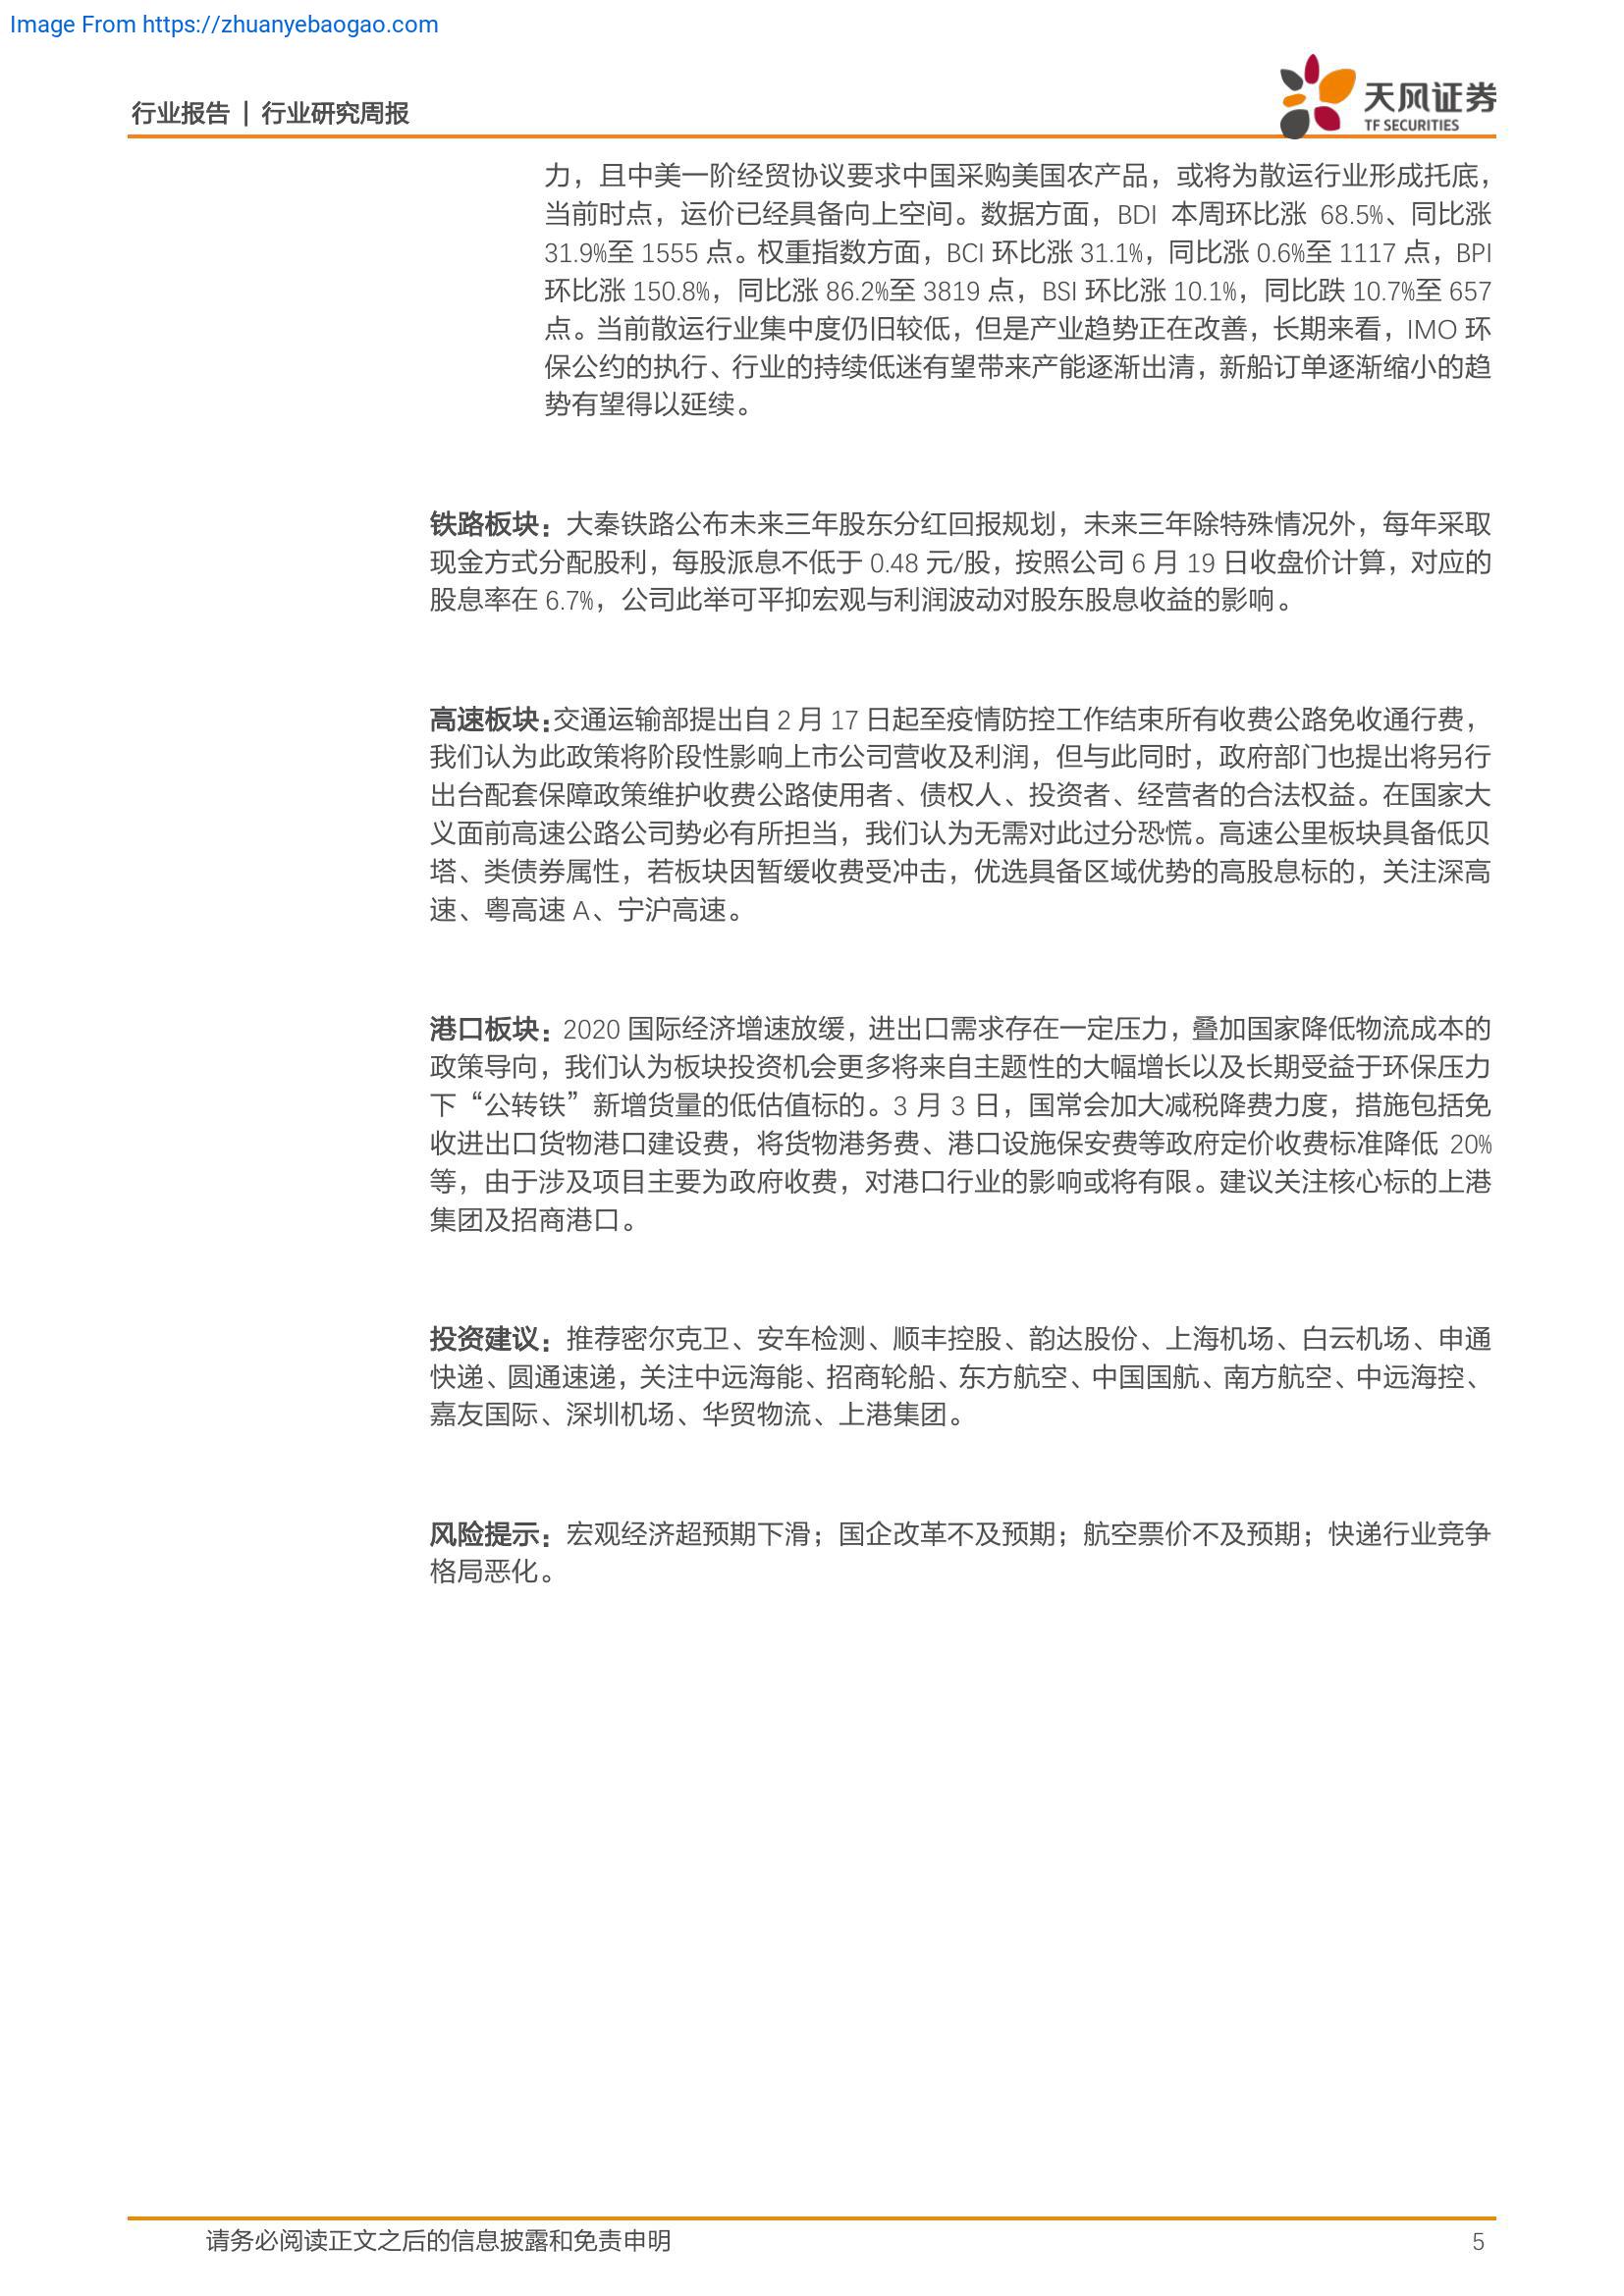 Image From https://zhuanyebaogao.com
行业报告 | 行业研究周报
天风证券
TF SECURITIES
力，且中美一阶经贸协议要求中国采购美国农产品，或将为散运行业形成托底，
当前时点，运价已经具备向上空间。数据方面，BDI 本周环比涨 68.5%、同比涨
31.9%至 1555 点。权重指数方面，BCI 环比涨 31.1%，同比涨 0.6%至 1117 点，BPI
环比涨 150.8%，同比涨 86.2%至 3819 点，BSI 环比涨 10.1%，同比跌 10.7%至 657
点。当前散运行业集中度仍旧较低，但是产业趋势正在改善，长期来看，IMO 环
保公约的执行、行业的持续低迷有望带来产能逐渐出清，新船订单逐渐缩小的趋
势有望得以延续。
铁路板块：大秦铁路公布未来三年股东分红回报规划，未来三年除特殊情况外，每年采取
现金方式分配股利，每股派息不低于 0.48 元/股，按照公司 6 月 19 日收盘价计算，对应的
股息率在 6.7%，公司此举可平抑宏观与利润波动对股东股息收益的影响。
高速板块：交通运输部提出自 2 月 17 日起至疫情防控工作结束所有收费公路免收通行费，
我们认为此政策将阶段性影响上市公司营收及利润，但与此同时，政府部门也提出将另行
出台配套保障政策维护收费公路使用者、债权人、投资者、经营者的合法权益。在国家大
义面前高速公路公司势必有所担当，我们认为无需对此过分恐慌。高速公里板块具备低贝
塔、类债券属性，若板块因暂缓收费受冲击，优选具备区域优势的高股息标的，关注深高
速、粤高速 A、宁沪高速。
港口板块：2020 国际经济增速放缓，进出口需求存在一定压力，叠加国家降低物流成本的
政策导向，我们认为板块投资机会更多将来自主题性的大幅增长以及长期受益于环保压力
下“公转铁”新增货量的低估值标的。3 月 3 日，国常会加大减税降费力度，措施包括免
收进出口货物港口建设费，将货物港务费、港口设施保安费等政府定价收费标准降低 20%
等，由于涉及项目主要为政府收费，对港口行业的影响或将有限。建议关注核心标的上港
集团及招商港口。
投资建议：推荐密尔克卫、安车检测、顺丰控股、韵达股份、上海机场、白云机场、申通
快递、圆通速递，关注中远海能、招商轮船、东方航空、中国国航、南方航空、中远海控、
嘉友国际、深圳机场、华贸物流、上港集团。
风险提示：宏观经济超预期下滑；国企改革不及预期；航空票价不及预期；快递行业竞争
格局恶化。
请务必阅读正文之后的信息披露和免责申明
5